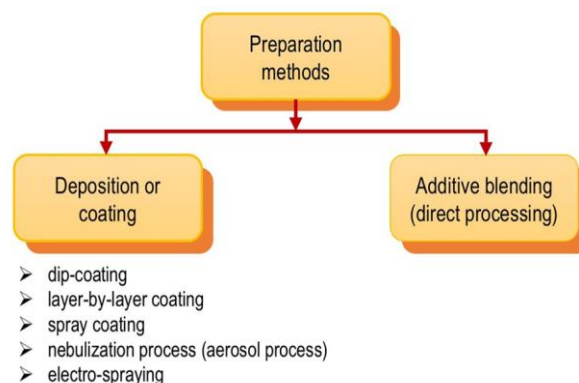 Preparation
methods
Deposition or
coating
Additive blending
(direct processing)
➢ dip-coating
➢ layer-by-layer coating
➢ spray coating
➢ nebulization process (aerosol process)
➢ electro-spraying